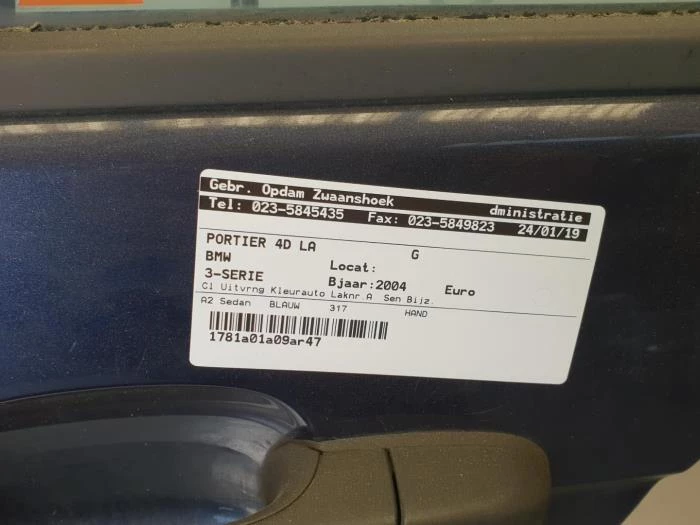 Gebr. Opdam Zwaanshoek dministratie
Tel: 023-5845435 Fax: 023-5849823 24/01/19
PORTIER 4D LA G
BMW Locat:
3-SERIE Bjaar:2004 Euro
Cl Uitvrng Kleurauto Laknr.A Sen Bijz.
A2 Sedan BLAUW 317 HAND
1781a01a09ar47